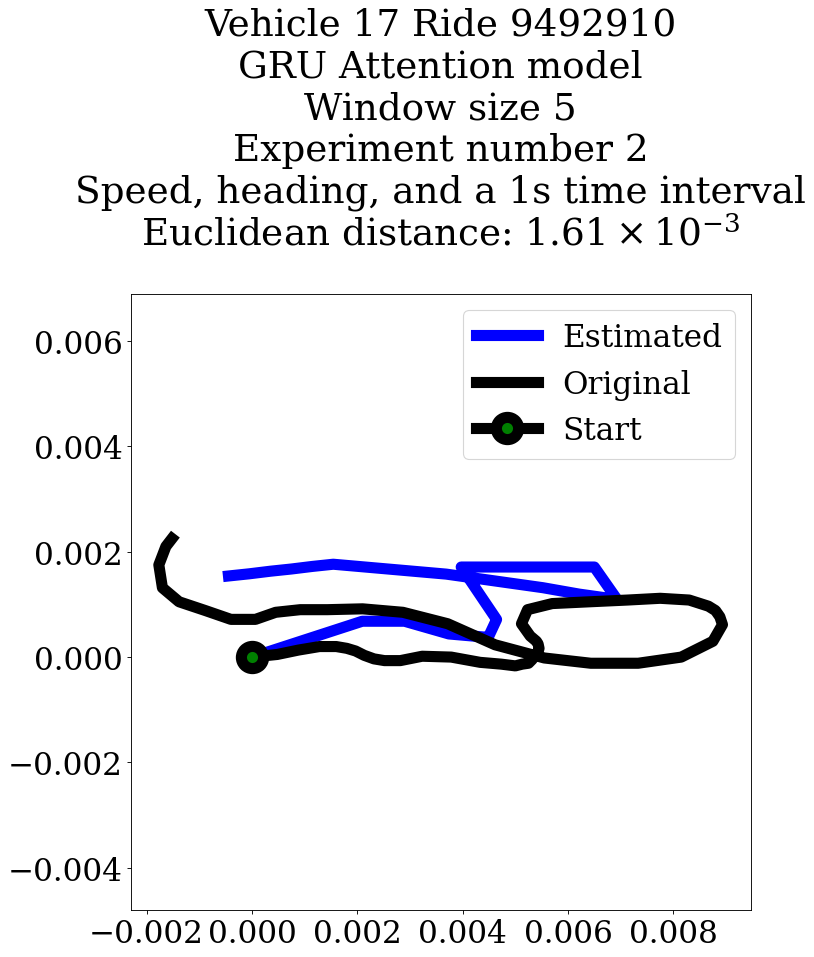 Vehicle 17 Ride 9492910
GRU Attention model
Window size 5
Experiment number 2
Speed, heading, and a 1s time interval
Euclidean distance: 1.61 × 10⁻³
Estimated
Original
Start
0.006
0.004
0.002
0.000
−0.002
−0.004
−0.002 0.000 0.002 0.004 0.006 0.008